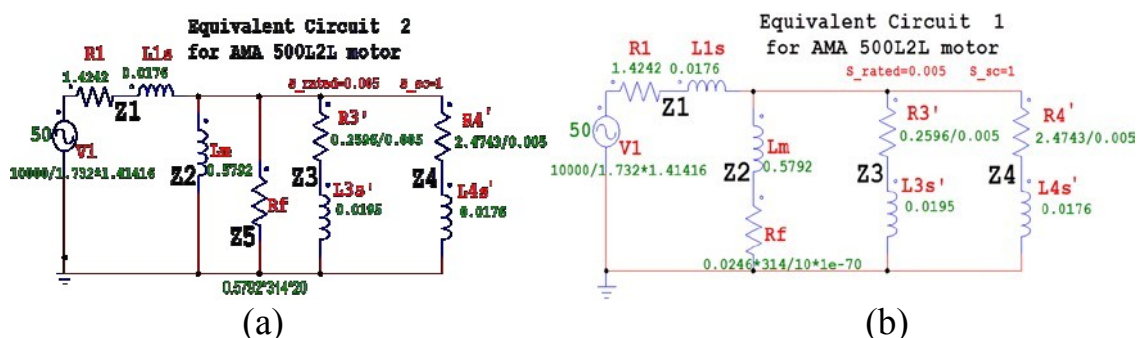 Equivalent Circuit 2
for AMA 500L2L motor
R1 L1s
1.4242 0.0176
S_rated=0.005 S_sc=1
Z1
R3' R4'
0.2596/0.005 2.4743/0.005
50
V1
Lm
10000/1.732*1.41416
Z2 0.5792
Z3 Z4
L3s' L4s'
Rf
0.0195 0.0176
Z5
0.5792*314*20
(a)
Equivalent Circuit 1
for AMA 500L2L motor
R1 L1s
1.4242 0.0176
S_rated=0.005 S_sc=1
Z1
R3' R4'
0.2596/0.005 2.4743/0.005
50
V1
Lm
10000/1.732*1.41416
Z2 0.5792
Z3 Z4
L3s' L4s'
0.0195 0.0176
Rf
0.0246*314/10*1e-70
(b)